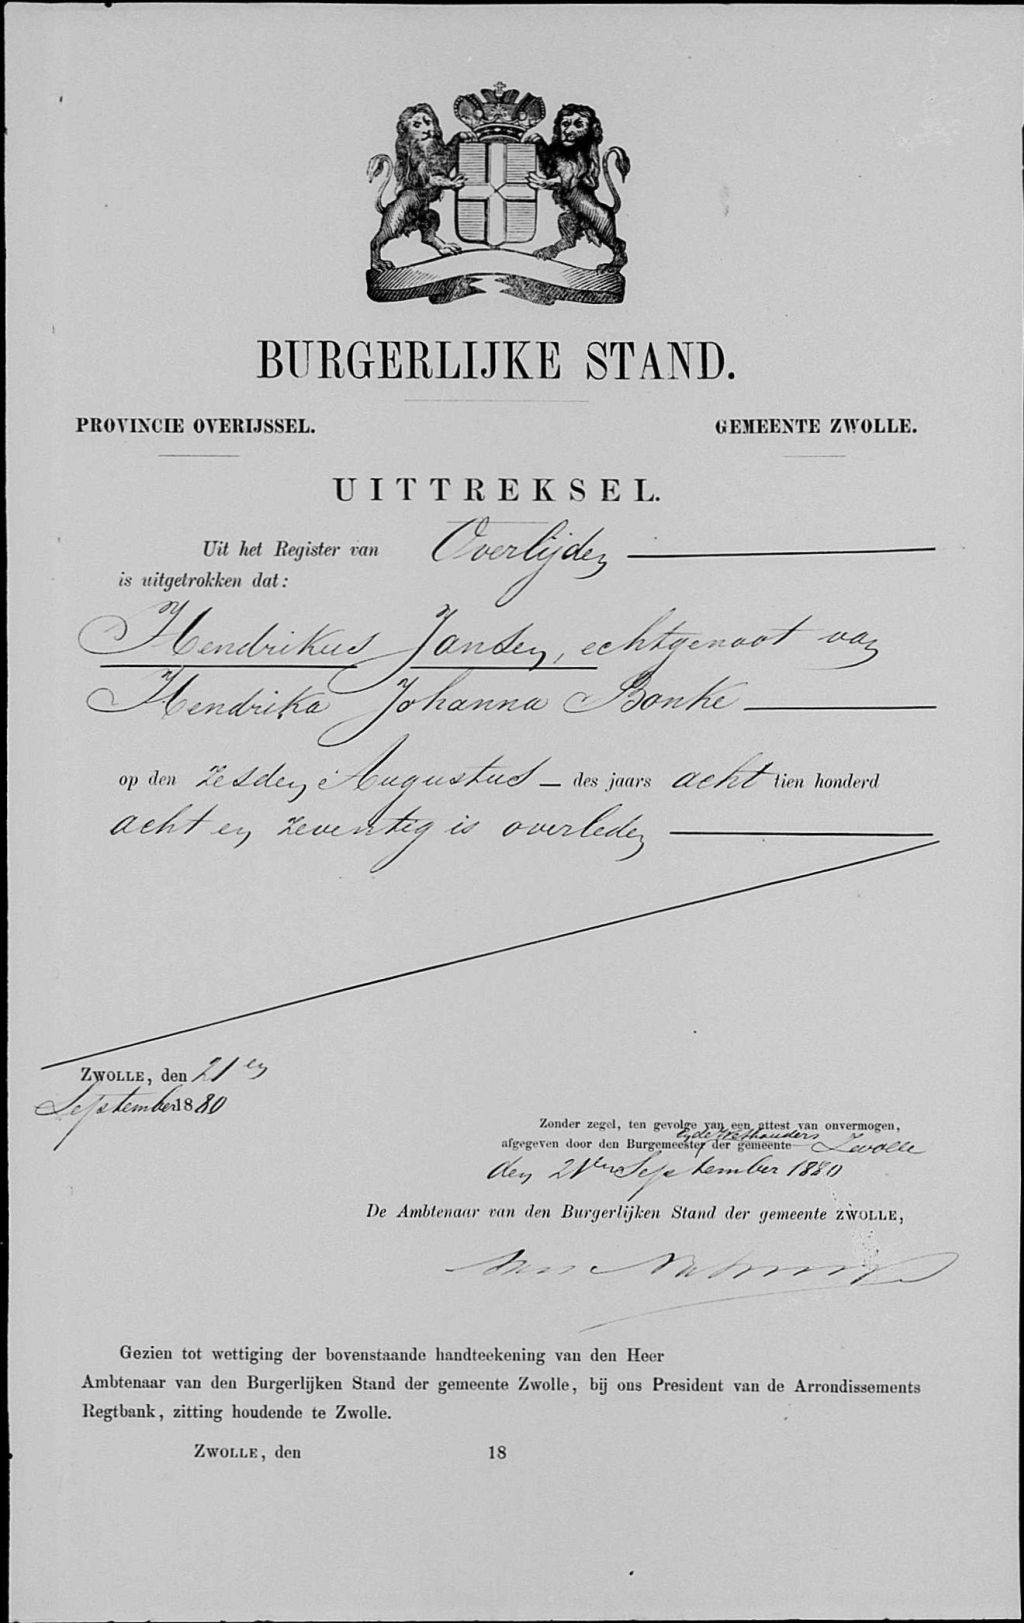 BURGERLIJKE STAND.
PROVINCIE OVERIJSSEL. GEMEENTE ZWOLLE.
UITTREKSEL.
Uit het Register van Overlijden
is uitgetrokken dat:
Hendrikus Jansen, echtgenoot van
Hendrika Johanna Bonke
op den zesden Augustus des jaars acht tien honderd
acht en zeventig is overleden
ZWOLLE, den 21en
September 1880
Zonder zegel, ten gevolge van een attest van onvermogen,
en de Wethouders
afgegeven door den Burgemeester der gemeente Zwolle
den 21en September 1880
De Ambtenaar van den Burgerlijken Stand der gemeente ZWOLLE,
Gezien tot wettiging der bovenstaande handteekening van den Heer
Ambtenaar van den Burgerlijken Stand der gemeente Zwolle, bij ons President van de Arrondissements
Regtbank, zitting houdende te Zwolle.
ZWOLLE, den 18